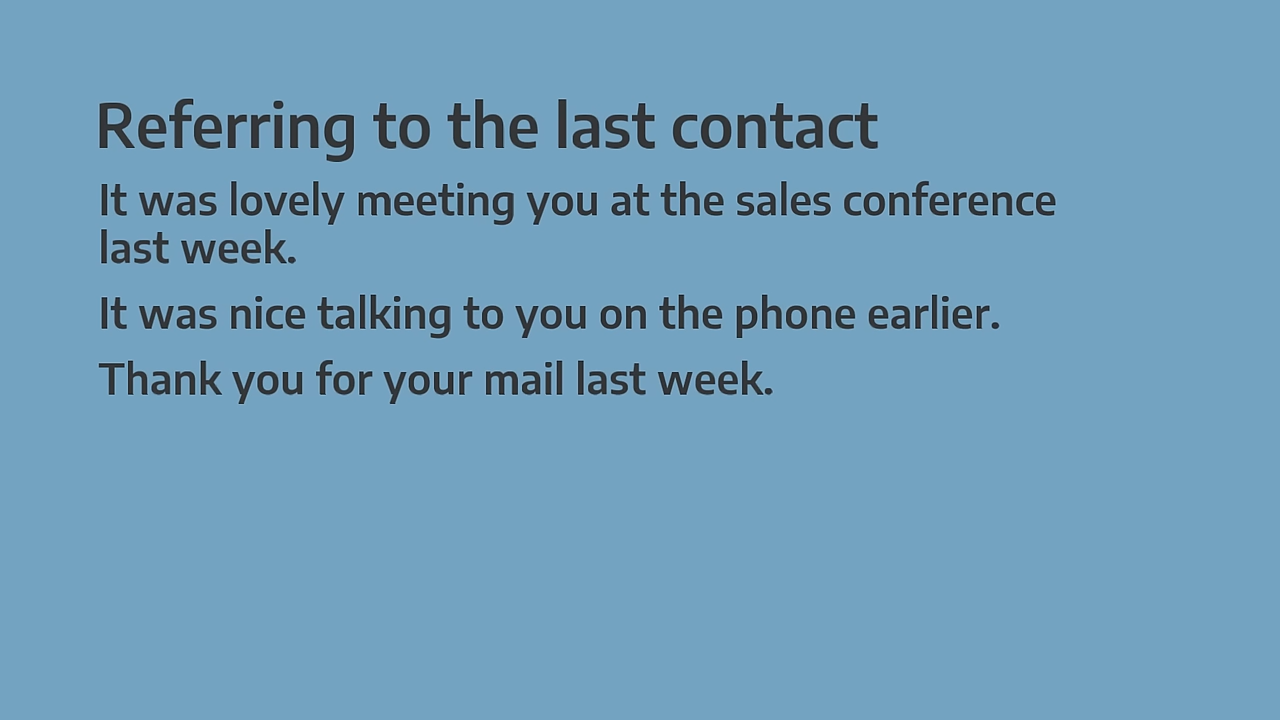 Referring to the last contact
It was lovely meeting you at the sales conference
last week.
It was nice talking to you on the phone earlier.
Thank you for your mail last week.